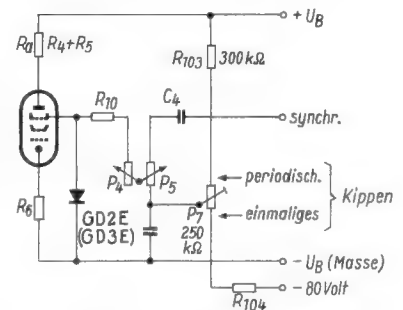 + U_B
R_a
R_4+R_5
R_103
300 kΩ
C_4
R_10
synchr.
P_4
P_5
periodisch.
Kippen
einmaliges
P_7
250
kΩ
R_6
GD2E
(GD3E)
- U_B (Masse)
- 80 Volt
R_104